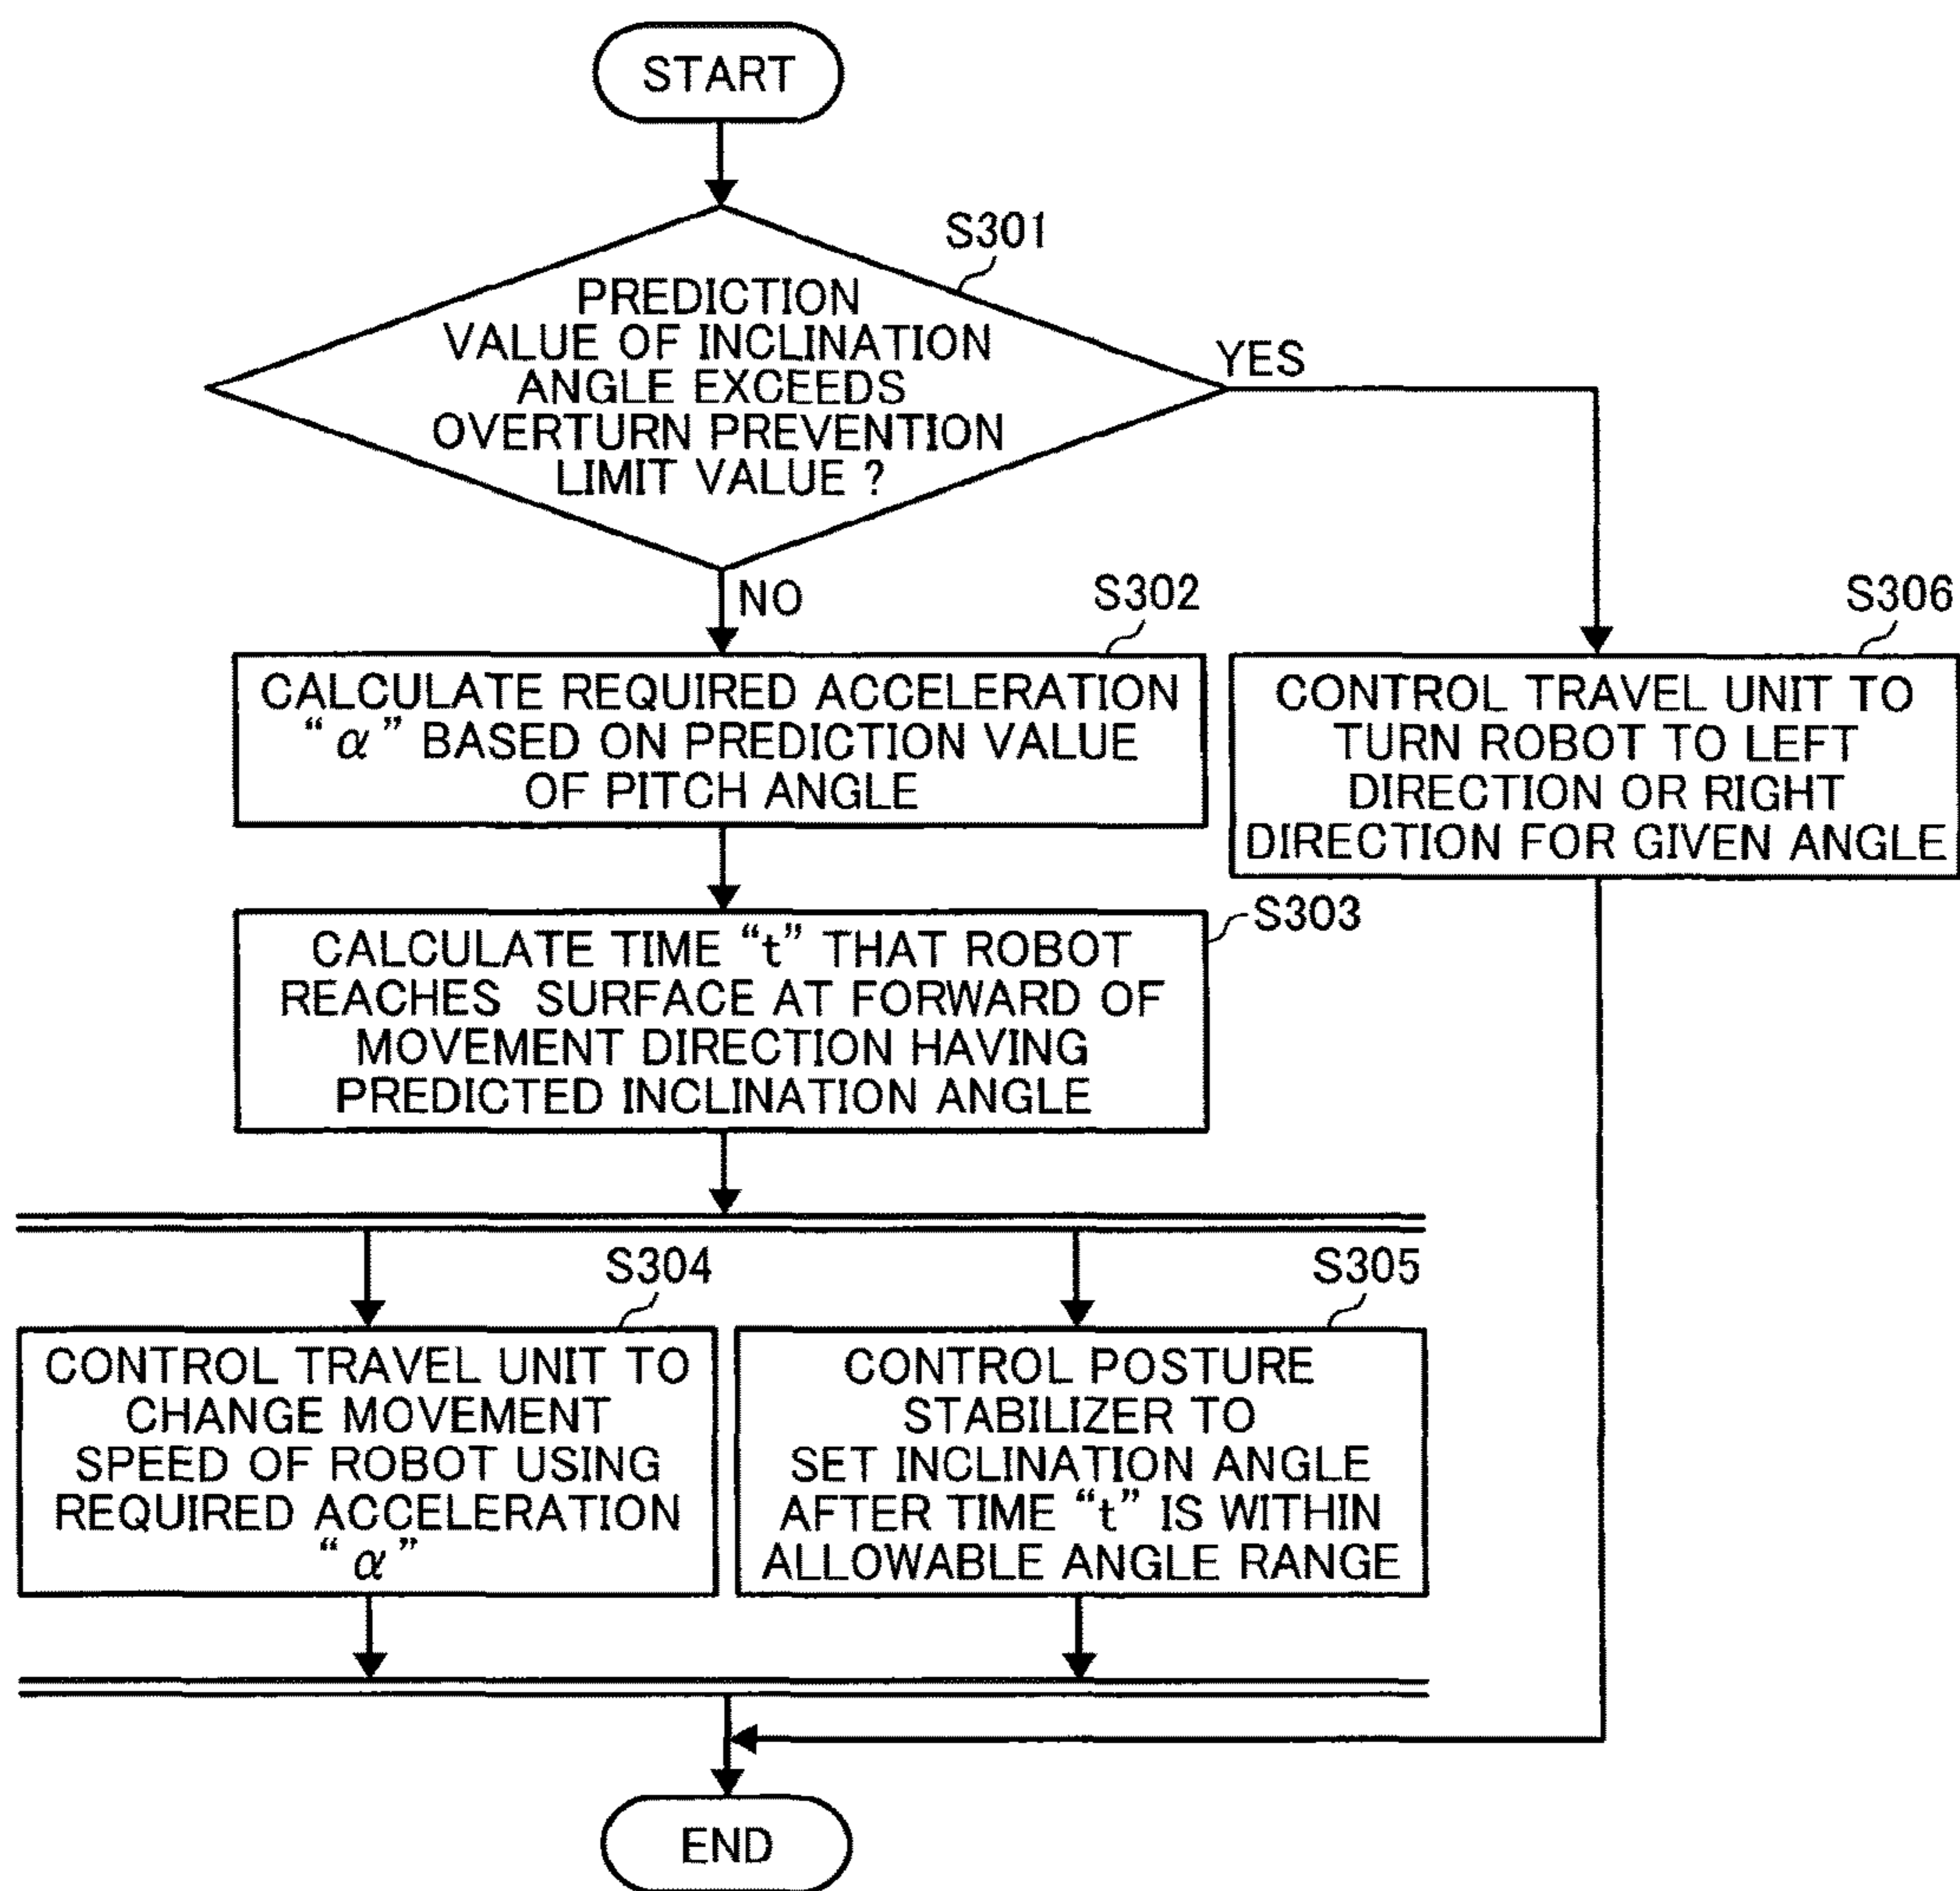 START
S301
PREDICTION
VALUE OF INCLINATION
ANGLE EXCEEDS
OVERTURN PREVENTION
LIMIT VALUE ?
YES
NO
S302
CALCULATE REQUIRED ACCELERATION
“α” BASED ON PREDICTION VALUE
OF PITCH ANGLE
S306
CONTROL TRAVEL UNIT TO
TURN ROBOT TO LEFT
DIRECTION OR RIGHT
DIRECTION FOR GIVEN ANGLE
S303
CALCULATE TIME “t” THAT ROBOT
REACHES SURFACE AT FORWARD OF
MOVEMENT DIRECTION HAVING
PREDICTED INCLINATION ANGLE
S304
CONTROL TRAVEL UNIT TO
CHANGE MOVEMENT
SPEED OF ROBOT USING
REQUIRED ACCELERATION
“α”
S305
CONTROL POSTURE
STABILIZER TO
SET INCLINATION ANGLE
AFTER TIME “t” IS WITHIN
ALLOWABLE ANGLE RANGE
END